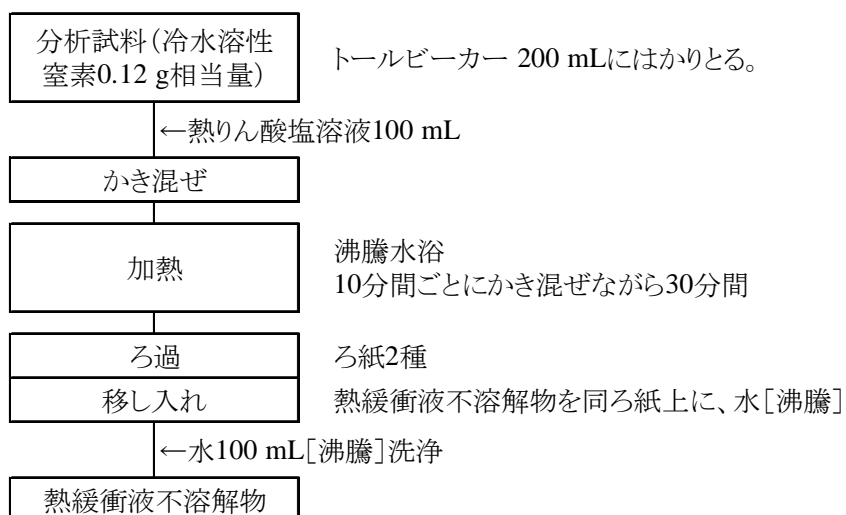 分析試料(冷水溶性
窒素0.12 g相当量)
トールビーカー 200 mLにはかりとる。
←熱りん酸塩溶液100 mL
かき混ぜ
加熱
沸騰水浴
10分間ごとにかき混ぜながら30分間
ろ過
ろ紙2種
移し入れ
熱緩衝液不溶解物を同ろ紙上に、水[沸騰]
←水100 mL[沸騰]洗浄
熱緩衝液不溶解物